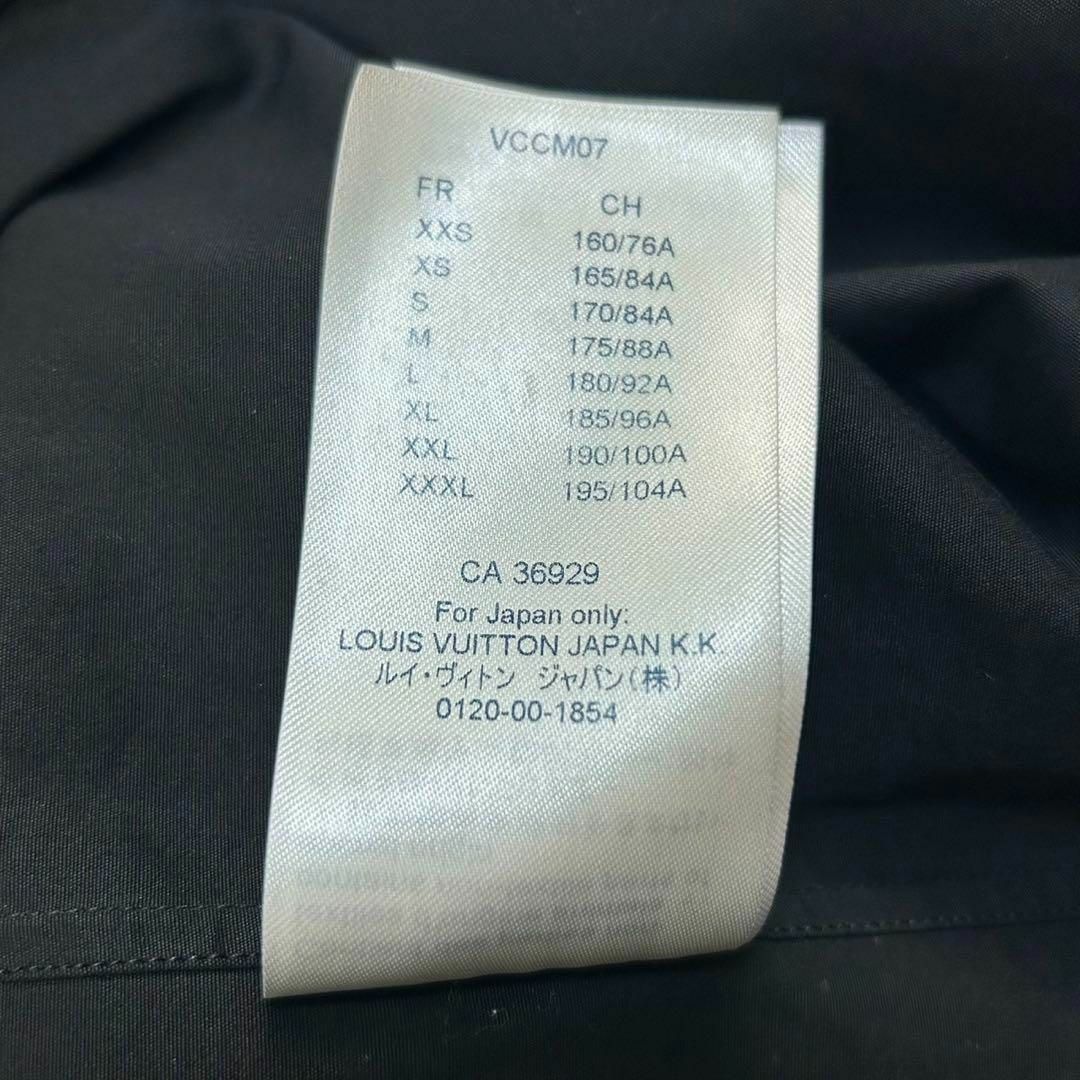 VCCM07
FR CH
XXS 160/76A
XS 165/84A
S 170/84A
M 175/88A
L 180/92A
XL 185/96A
XXL 190/100A
XXXL 195/104A
CA 36929
For Japan only:
LOUIS VUITTON JAPAN K.K
ルイ・ヴィトン ジャパン(株)
0120-00-1854